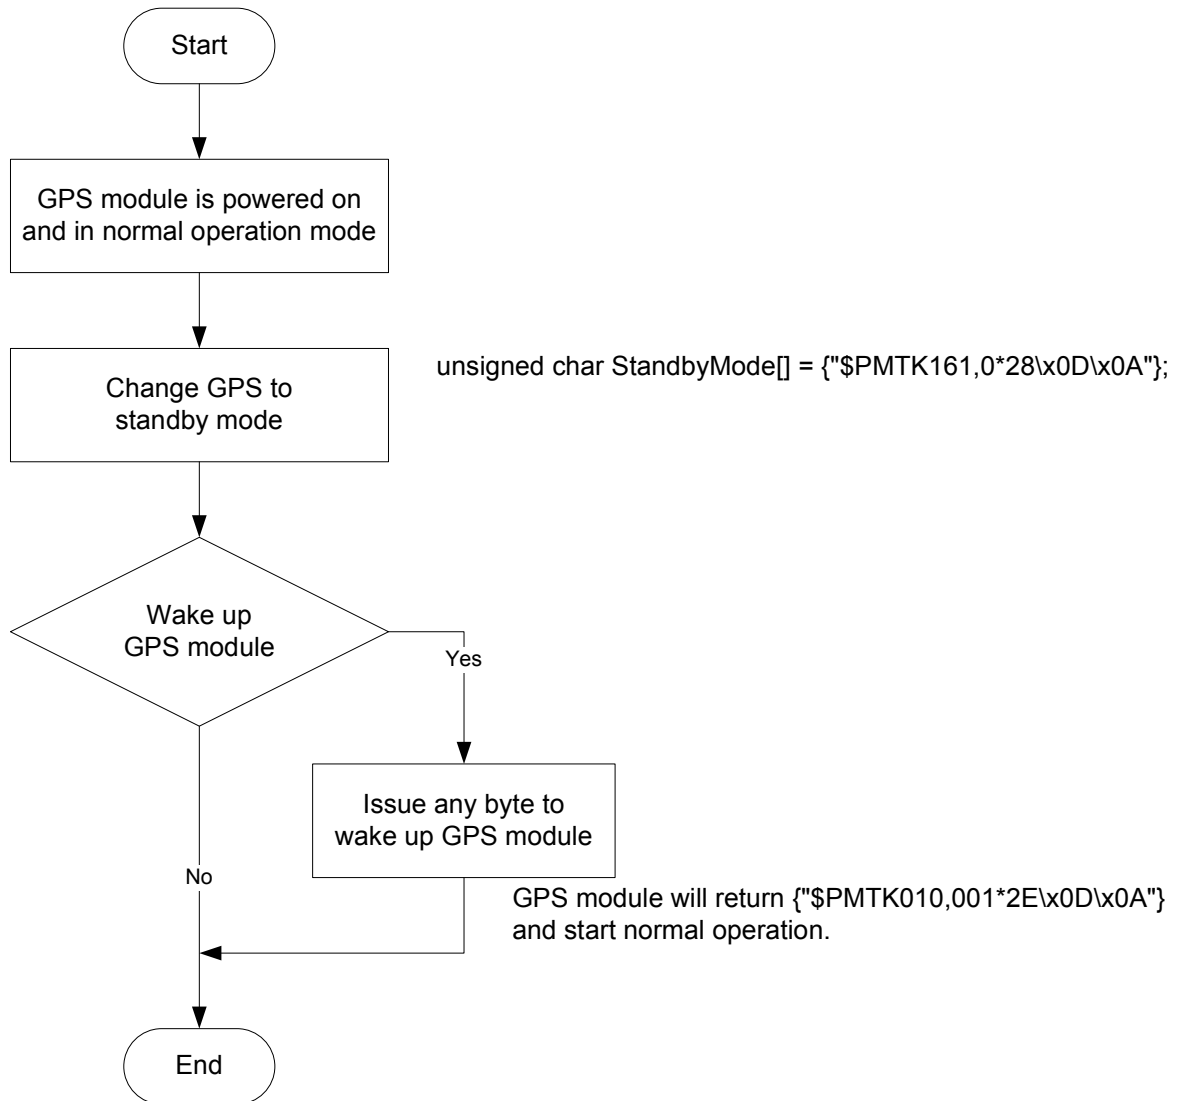 Start
GPS module is powered on
and in normal operation mode
Change GPS to
standby mode
unsigned char StandbyMode[] = {"$PMTK161,0*28\x0D\x0A"};
Wake up
GPS module
Yes
Issue any byte to
wake up GPS module
No
GPS module will return {"$PMTK010,001*2E\x0D\x0A"}
and start normal operation.
End